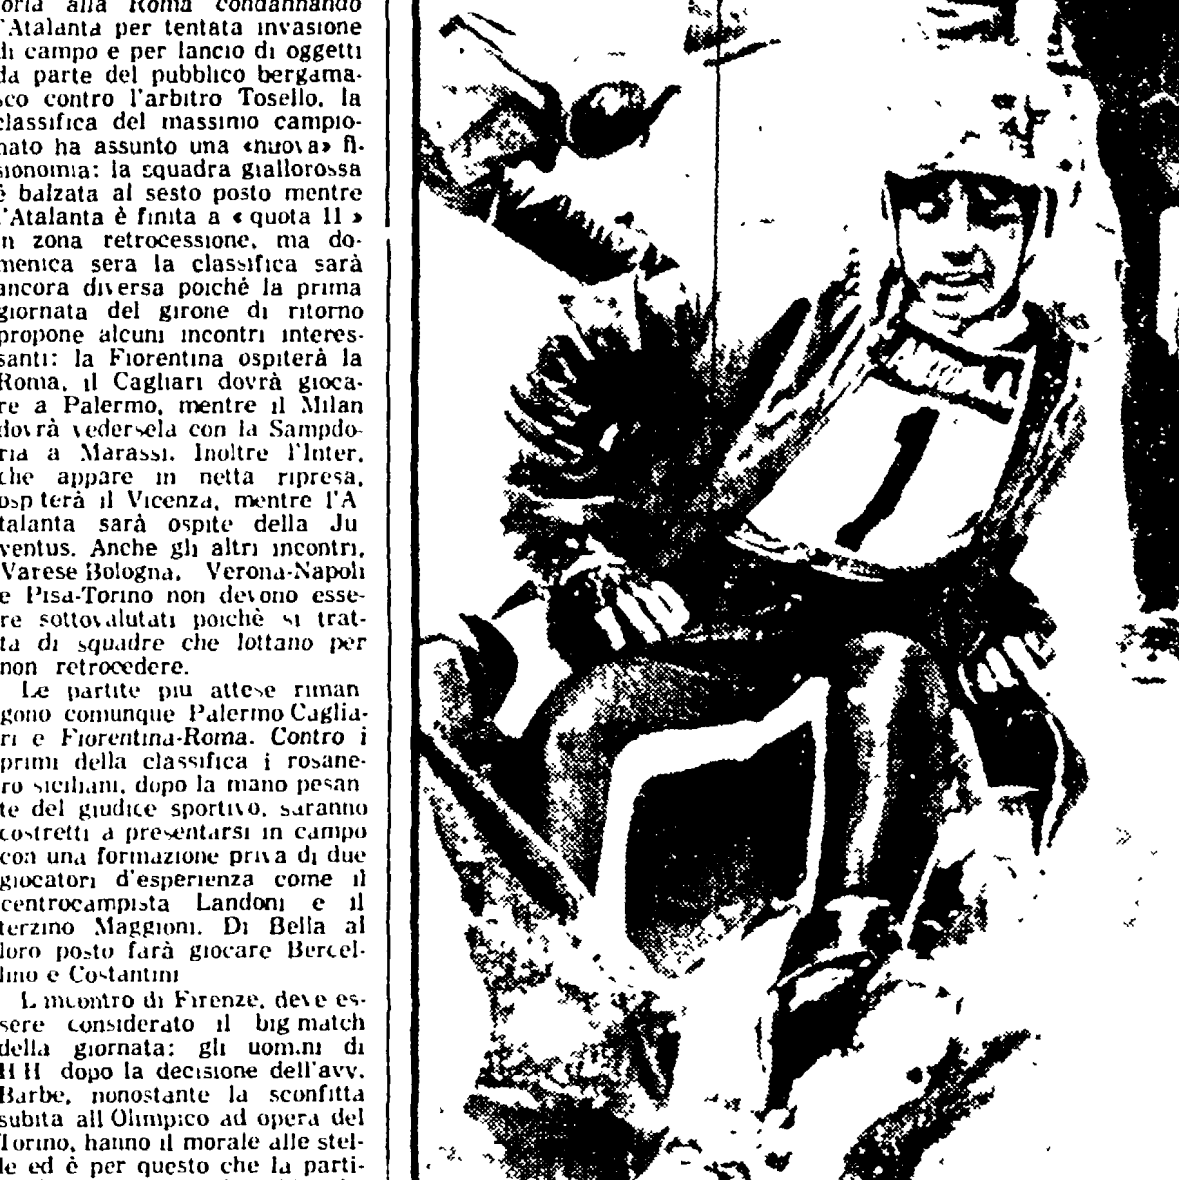 oria alla Roma condannando
l'Atalanta per tentata invasione
di campo e per lancio di oggetti
da parte del pubblico bergama-
sco contro l'arbitro Tosello, la
classifica del massimo campio-
nato ha assunto una «nuova» fi-
sionomia: la squadra giallorossa
è balzata al sesto posto mentre
l'Atalanta è finita a « quota 11 »
in zona retrocessione, ma do-
menica sera la classifica sarà
ancora diversa poichè la prima
giornata del girone di ritorno
propone alcuni incontri interes-
santi: la Fiorentina ospiterà la
Roma, il Cagliari dovrà gioca-
re a Palermo, mentre il Milan
dovrà vedersela con la Sampdo-
ria a Marassi. Inoltre l'Inter,
che appare in netta ripresa,
osp terà il Vicenza, mentre l'A
talanta sarà ospite della Ju
ventus. Anche gli altri incontri,
Varese Bologna, Verona-Napoli
e Pisa-Torino non devono esse-
re sottovalutati poichè si trat-
ta di squadre che lottano per
non retrocedere.
Le partite piu attese riman
gono comunque Palermo Caglia-
ri e Fiorentina-Roma. Contro i
primi della classifica i rosane-
ro siciliani, dopo la mano pesan
te del giudice sportivo, saranno
costretti a presentarsi in campo
con una formazione priva di due
giocatori d'esperienza come il
centrocampista Landoni e il
terzino Maggioni. Di Bella al
loro posto farà giocare Bercel-
lino e Costantini
L incontro di Firenze, deve es-
sere considerato il big match
della giornata: gli uom.ni di
HH dopo la decisione dell'avv.
Barbe, nonostante la sconfitta
subita all Olimpico ad opera del
Torino, hanno il morale alle stel-
le ed è per questo che la parti-
1